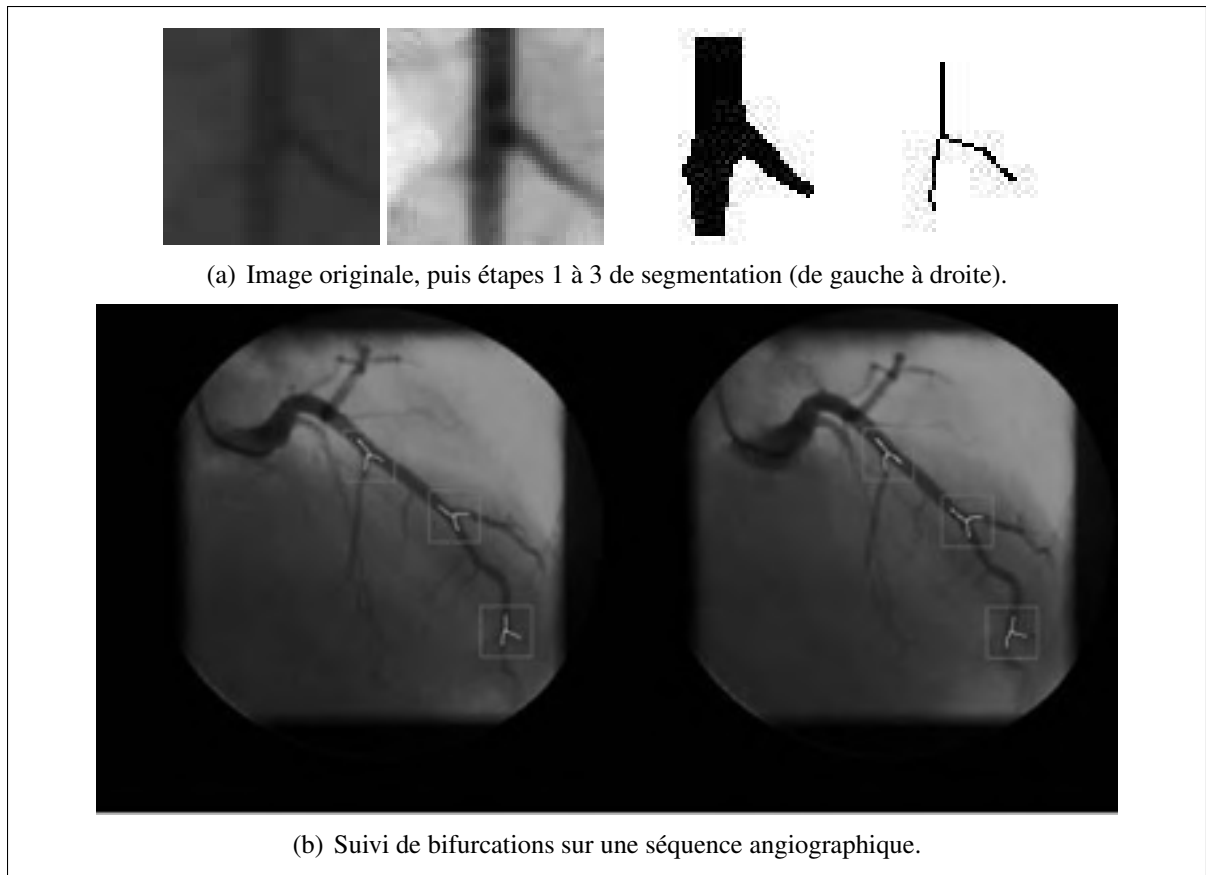 (a) Image originale, puis étapes 1 à 3 de segmentation (de gauche à droite).
(b) Suivi de bifurcations sur une séquence angiographique.